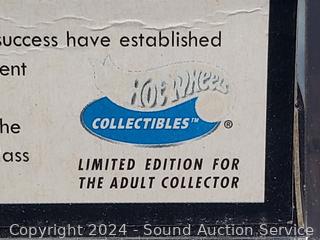 success have established
ent
HOT WHEELS
COLLECTIBLES™
®
he
ass
LIMITED EDITION FOR
THE ADULT COLLECTOR
Copyright 2024 - Sound Auction Service